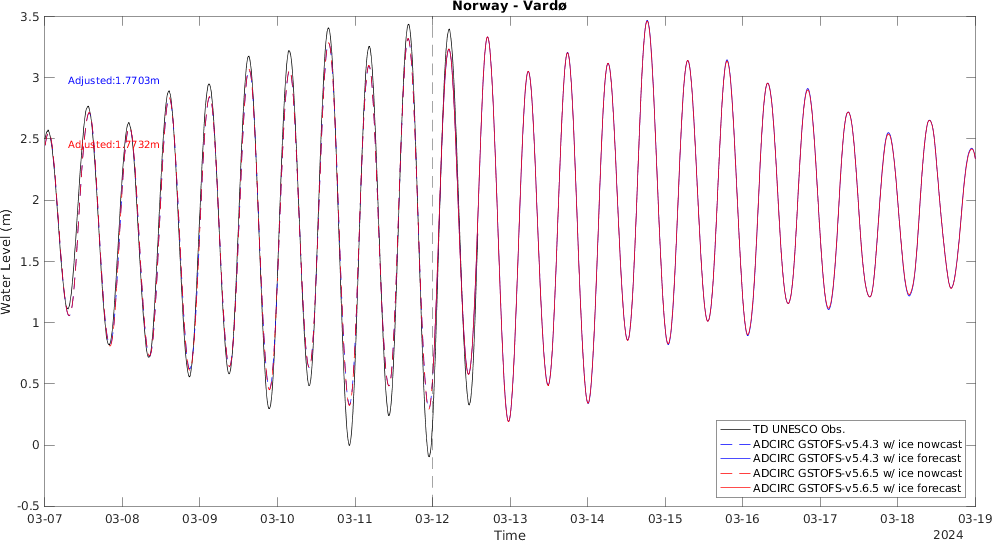 Norway - Vardø
3.5
3
2.5
2
1.5
1
0.5
0
-0.5
Water Level (m)
Adjusted:1.7703m
Adjusted:1.7732m
TD UNESCO Obs.
ADCIRC GSTOFS-v5.4.3 w/ ice nowcast
ADCIRC GSTOFS-v5.4.3 w/ ice forecast
ADCIRC GSTOFS-v5.6.5 w/ ice nowcast
ADCIRC GSTOFS-v5.6.5 w/ ice forecast
03-07 03-08 03-09 03-10 03-11 03-12 03-13 03-14 03-15 03-16 03-17 03-18 03-19
Time
2024